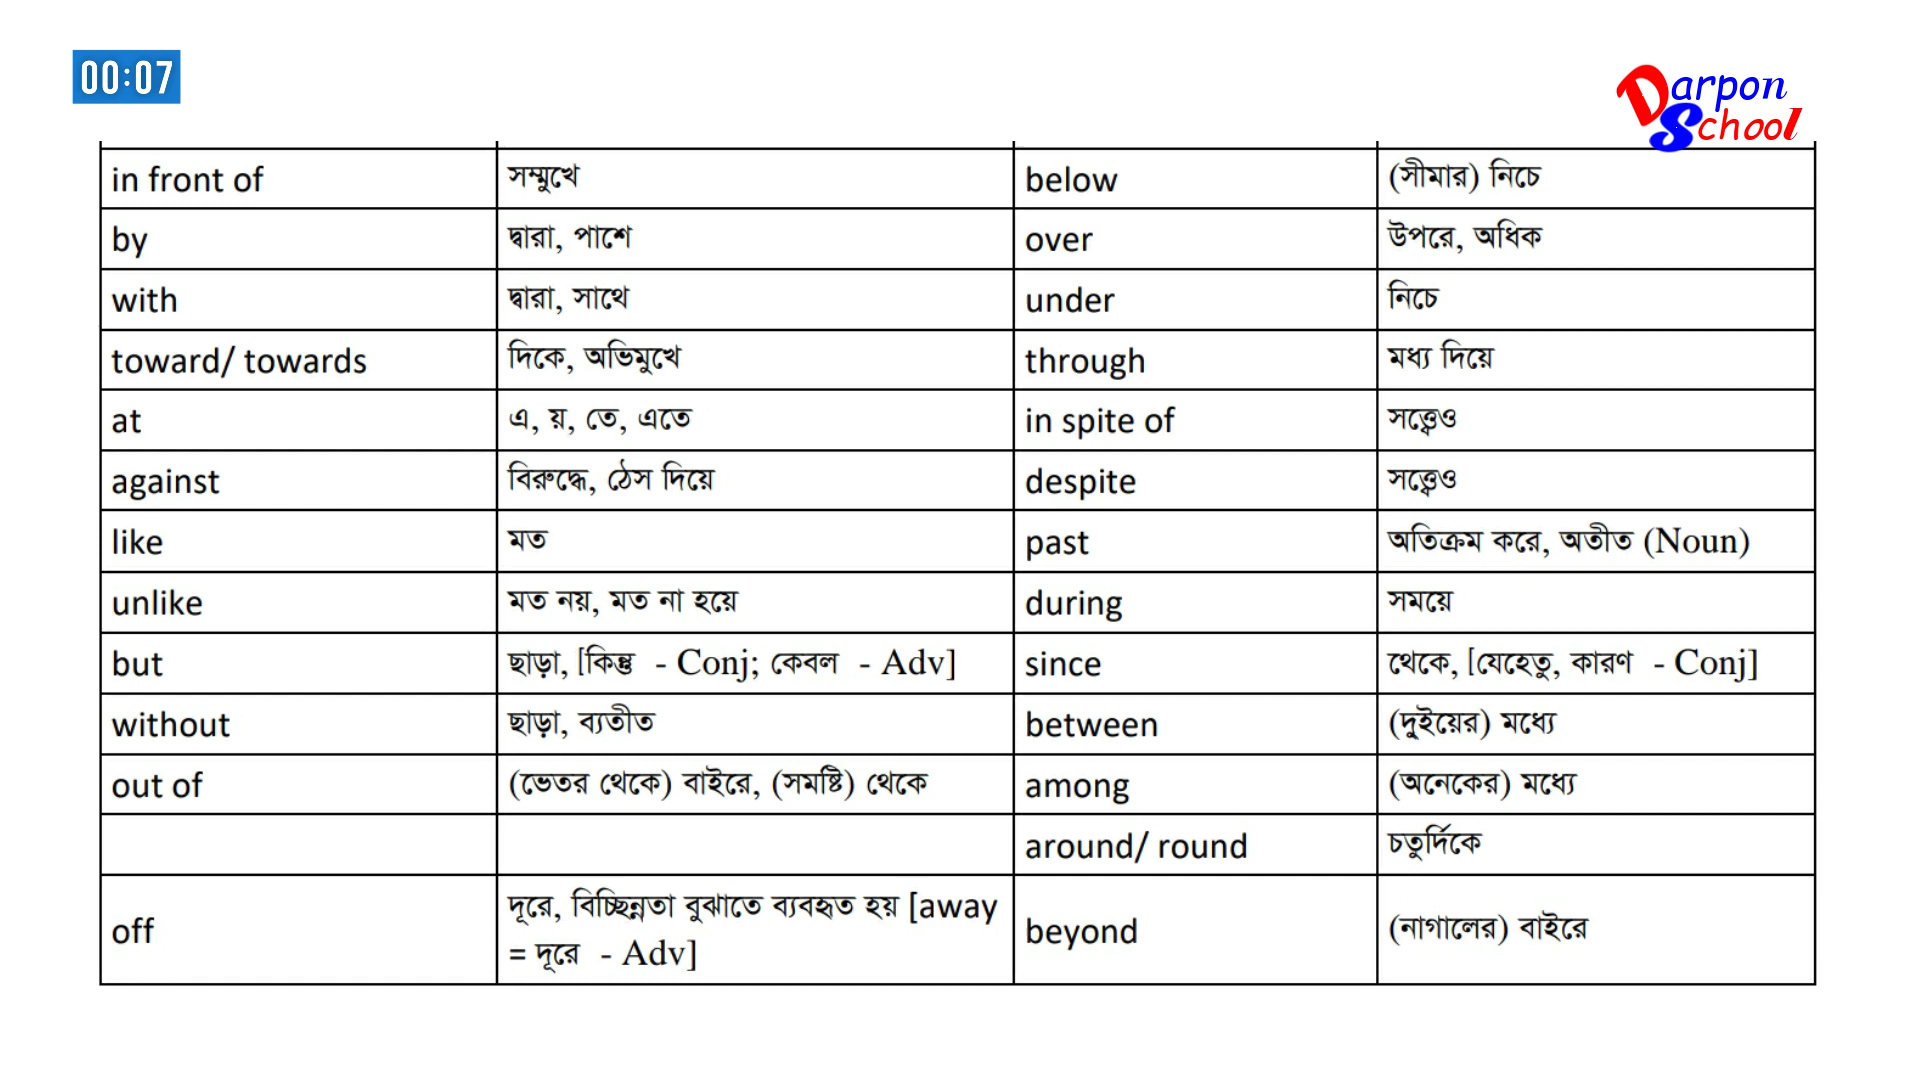 00:07
Darpon
School
in front of সম্মুখে below (সীমার) নিচে
by দ্বারা, পাশে over উপরে, অধিক
with দ্বারা, সাথে under নিচে
toward/ towards দিকে, অভিমুখে through মধ্য দিয়ে
at এ, য়, তে, এতে in spite of সত্ত্বেও
against বিরুদ্ধে, ঠেস দিয়ে despite সত্ত্বেও
like মত past অতিক্রম করে, অতীত (Noun)
unlike মত নয়, মত না হয়ে during সময়ে
but ছাড়া, [কিন্তু - Conj; কেবল - Adv] since থেকে, [যেহেতু, কারণ - Conj]
without ছাড়া, ব্যতীত between (দুইয়ের) মধ্যে
out of (ভেতর থেকে) বাইরে, (সমষ্টি) থেকে among (অনেকের) মধ্যে
around/ round চতুর্দিকে
off দূরে, বিচ্ছিন্নতা বুঝাতে ব্যবহৃত হয় [away
= দূরে - Adv] beyond (নাগালের) বাইরে